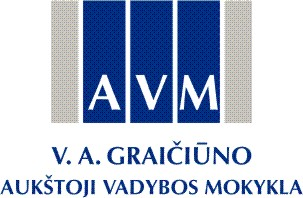 AVM
V. A. GRAIČIŪNO
AUKŠTOJI VADYBOS MOKYKLA